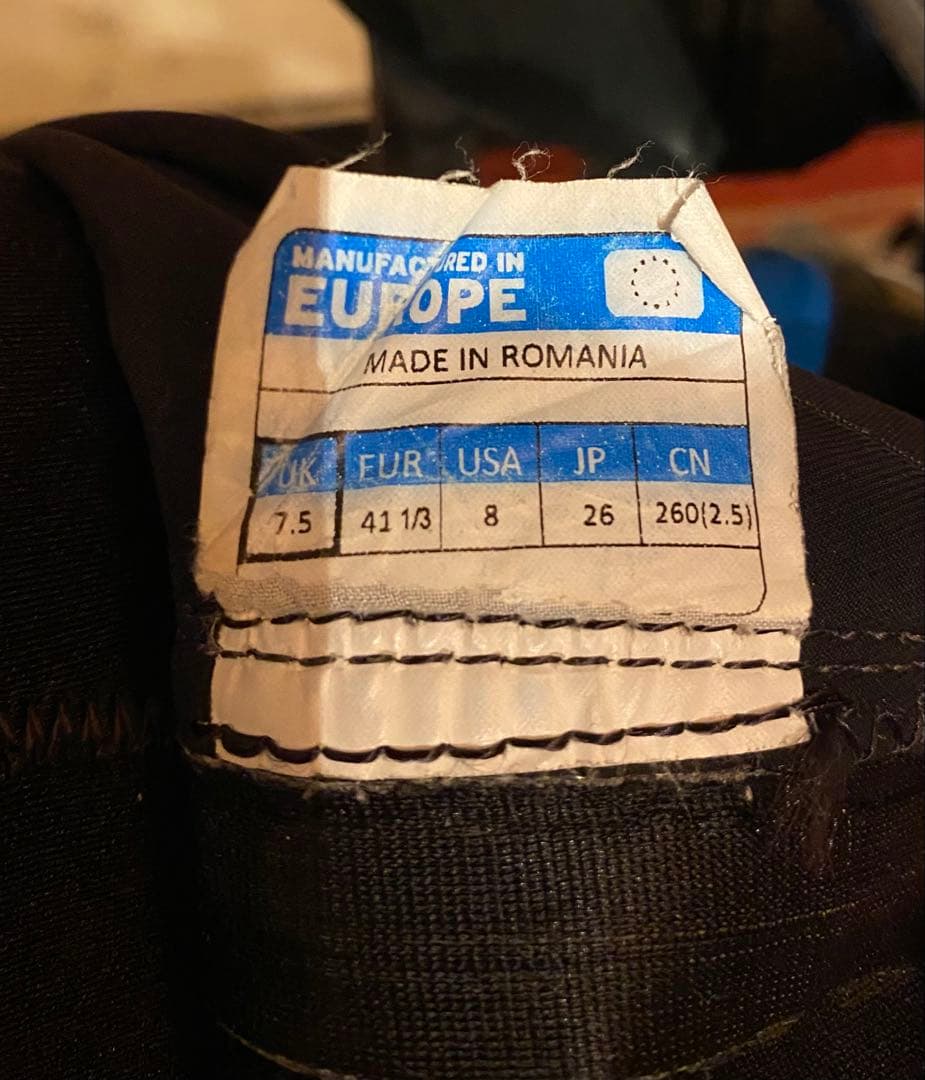 MANUFACTURED IN
EUROPE
MADE IN ROMANIA
UK EUR USA JP CN
7.5 41 1/3 8 26 260(2.5)